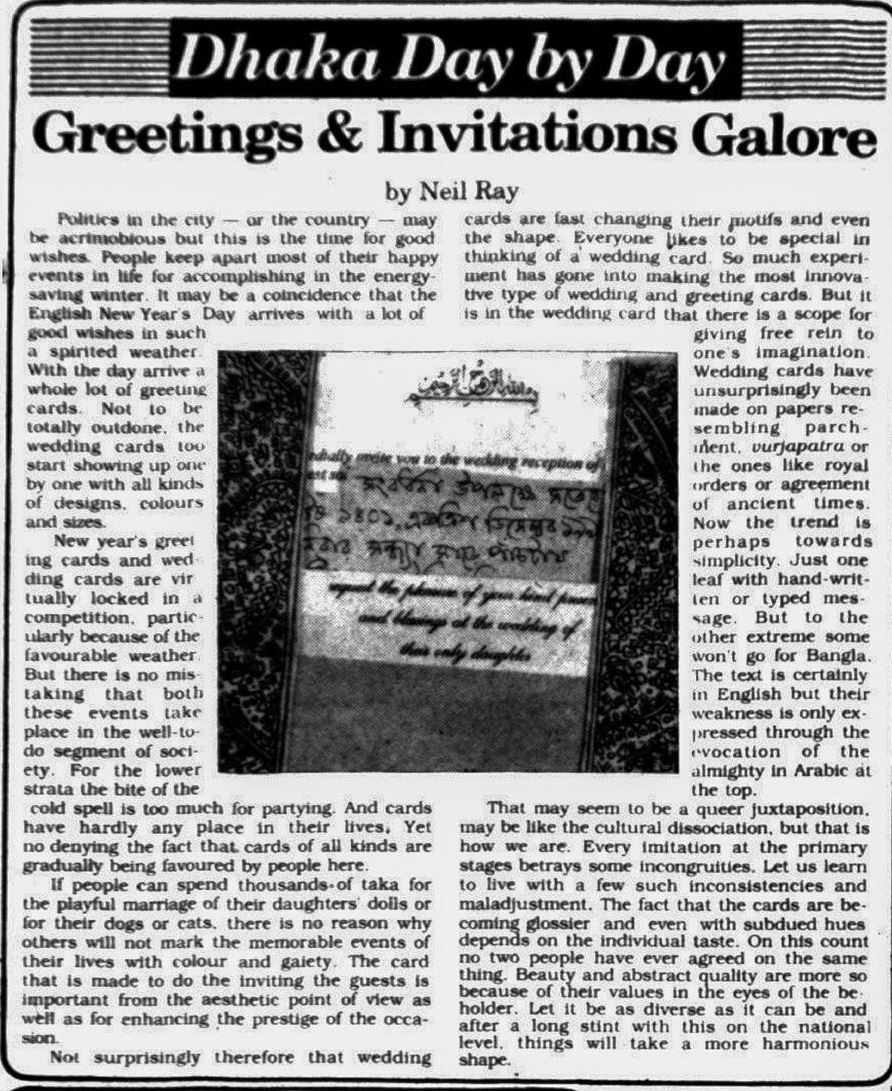 Dhaka Day by Day
Greetings & Invitations Galore
by Neil Ray
Politics in the city — or the country — may
be acrimobious but this is the time for good
wishes. People keep apart most of their happy
events in life for accomplishing in the energy-
saving winter. It may be a coincidence that the
English New Year's Day arrives with a lot of
good wishes in such
a spirited weather.
With the day arrive a
whole lot of greeting
cards. Not to be
totally outdone, the
wedding cards too
start showing up one
by one with all kinds
of designs, colours
and sizes.
New year's greet
ing cards and wed-
ding cards are vir
tually locked in a
competition, partic-
ularly because of the
favourable weather.
But there is no mis-
taking that both
these events take
place in the well-to-
do segment of soci-
ety. For the lower
strata the bite of the
cold spell is too much for partying. And cards
have hardly any place in their lives. Yet
no denying the fact that cards of all kinds are
gradually being favoured by people here.
If people can spend thousands of taka for
the playful marriage of their daughters' dolls or
for their dogs or cats, there is no reason why
others will not mark the memorable events of
their lives with colour and gaiety. The card
that is made to do the inviting the guests is
important from the aesthetic point of view as
well as for enhancing the prestige of the occa-
sion.
Not surprisingly therefore that wedding
cards are fast changing their motifs and even
the shape. Everyone likes to be special in
thinking of a wedding card. So much experi-
ment has gone into making the most innova-
tive type of wedding and greeting cards. But it
is in the wedding card that there is a scope for
giving free rein to
one's imagination.
Wedding cards have
unsurprisingly been
made on papers re-
sembling parch-
ment, vurjapatra or
the ones like royal
orders or agreement
of ancient times.
Now the trend is
perhaps towards
simplicity. Just one
leaf with hand-writ-
ten or typed mes-
sage. But to the
other extreme some
won't go for Bangla.
The text is certainly
in English but their
weakness is only ex-
pressed through the
evocation of the
almighty in Arabic at
the top.
That may seem to be a queer juxtaposition,
may be like the cultural dissociation, but that is
how we are. Every imitation at the primary
stages betrays some incongruities. Let us learn
to live with a few such inconsistencies and
maladjustment. The fact that the cards are be-
coming glossier and even with subdued hues
depends on the individual taste. On this count
no two people have ever agreed on the same
thing. Beauty and abstract quality are more so
because of their values in the eyes of the be-
holder. Let it be as diverse as it can be and
after a long stint with this on the national
level, things will take a more harmonious
shape.
بسم الله الرحمن الرحيم
invite you to the wedding reception of
উপলক্ষে
১৪০১
request the pleasure of your kind
and blessings at the wedding of
their only daughter